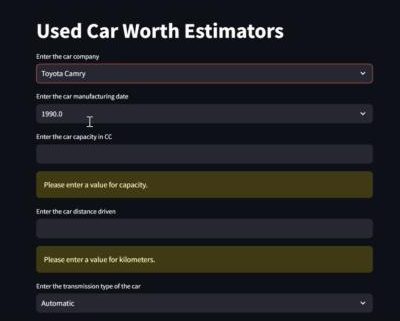 Used Car Worth Estimators
Enter the car company
Toyota Camry
Enter the car manufacturing date
1990.0
Enter the car capacity in CC
Please enter a value for capacity.
Enter the car distance driven
Please enter a value for kilometers.
Enter the transmission type of the car
Automatic